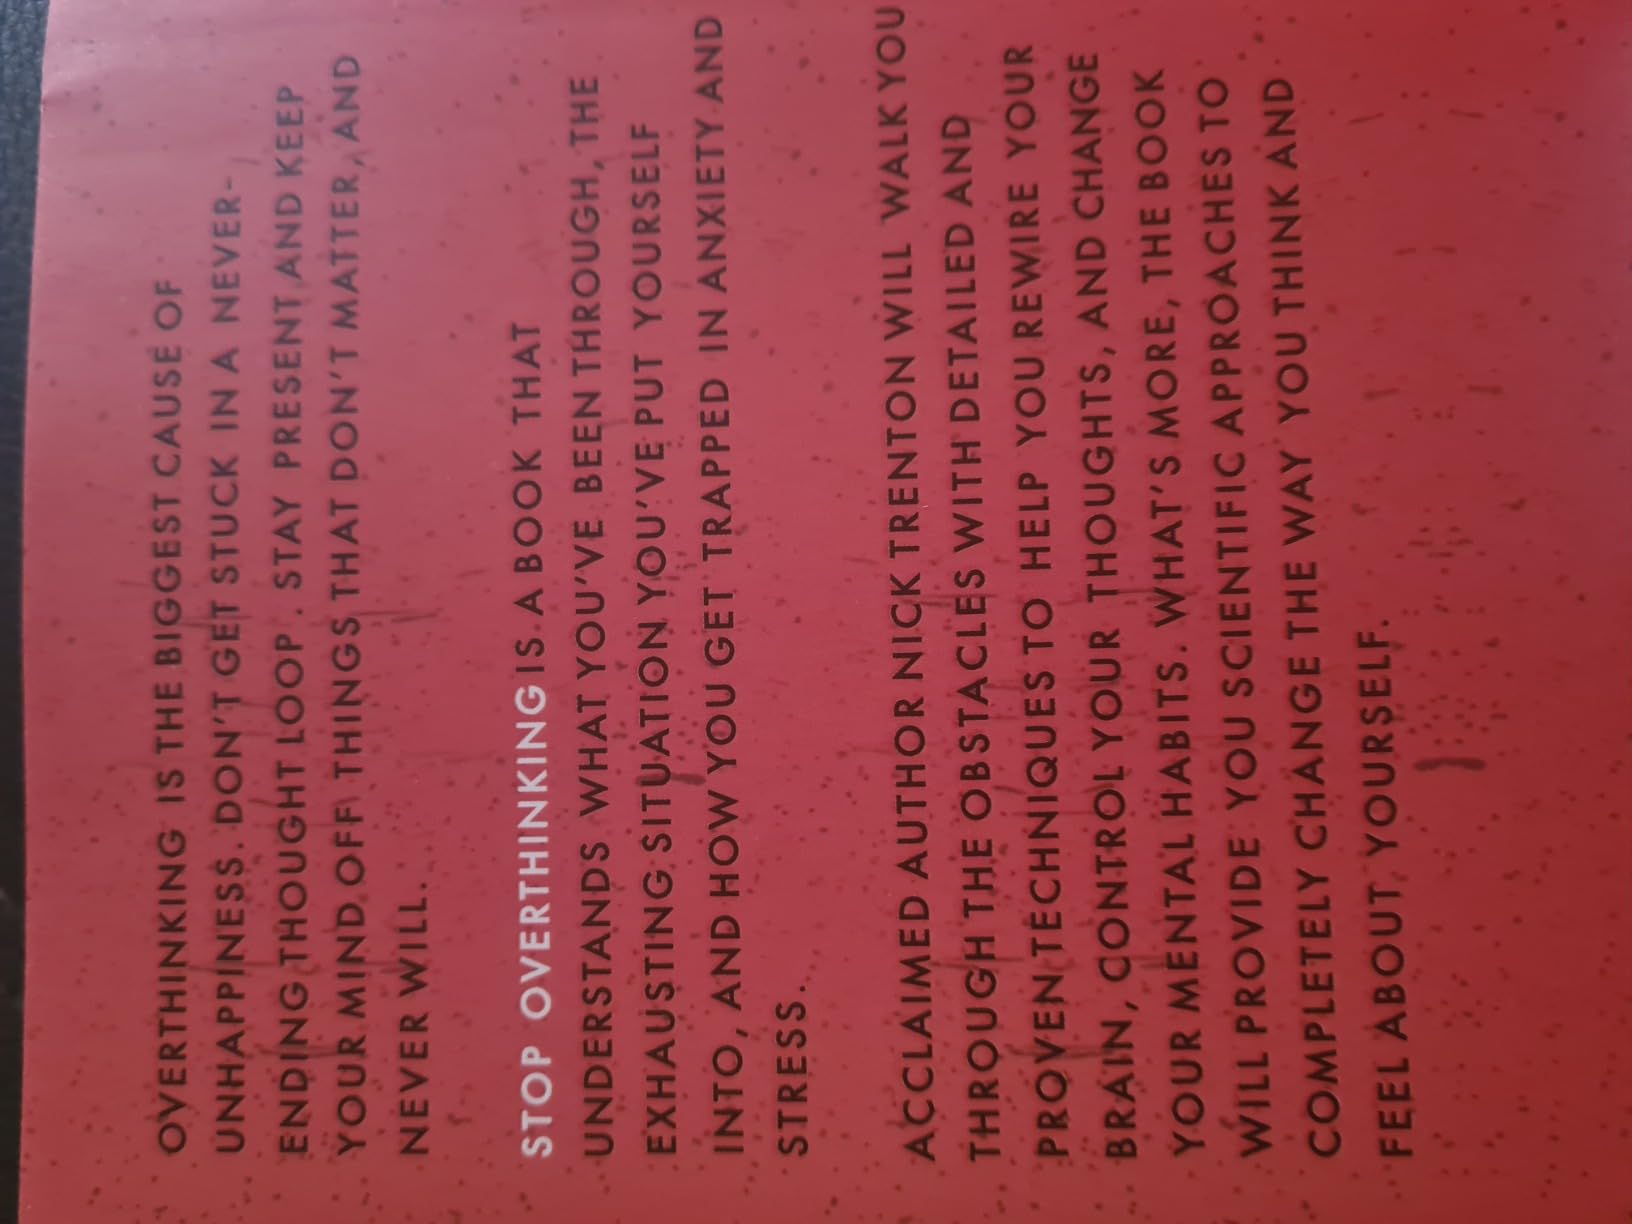 OVERTHINKING IS THE BIGGEST CAUSE OF
UNHAPPINESS. DON'T GET STUCK IN A NEVER-
ENDING THOUGHT LOOP. STAY PRESENT AND KEEP
YOUR MIND OFF THINGS THAT DON'T MATTER, AND
NEVER WILL.
STOP OVERTHINKING IS A BOOK THAT
UNDERSTANDS WHAT YOU'VE BEEN THROUGH, THE
EXHAUSTING SITUATION YOU'VE PUT YOURSELF
INTO, AND HOW YOU GET TRAPPED IN ANXIETY AND
STRESS.
ACCLAIMED AUTHOR NICK TRENTON WILL WALK YOU
THROUGH THE OBSTACLES WITH DETAILED AND
PROVEN TECHNIQUES TO HELP YOU REWIRE YOUR
BRAIN, CONTROL YOUR THOUGHTS, AND CHANGE
YOUR MENTAL HABITS. WHAT'S MORE, THE BOOK
WILL PROVIDE YOU SCIENTIFIC APPROACHES TO
COMPLETELY CHANGE THE WAY YOU THINK AND
FEEL ABOUT YOURSELF.